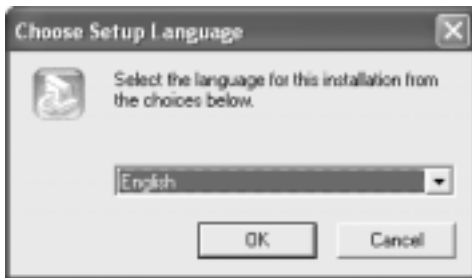 Choose Setup Language
Select the language for this installation from
the choices below.
English
OK
Cancel